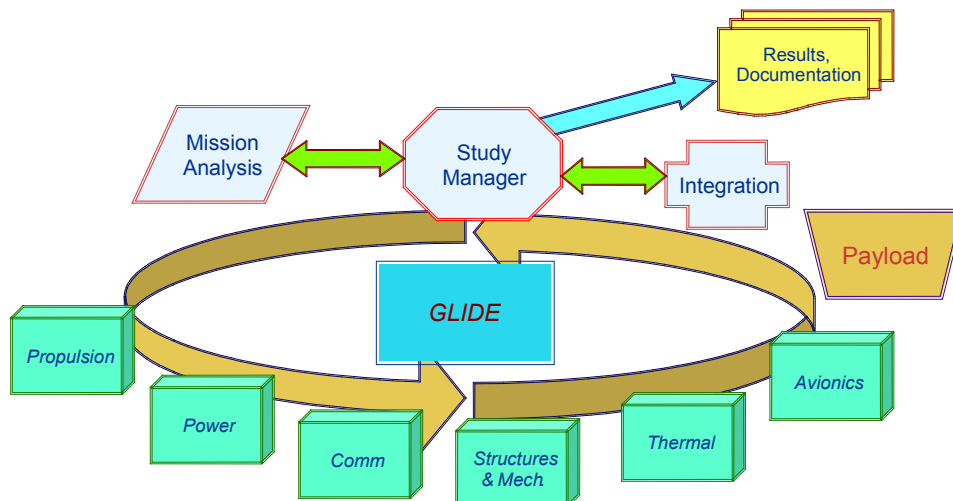 Results,
Documentation
Mission
Analysis
Study
Manager
Integration
Payload
GLIDE
Propulsion
Avionics
Power
Thermal
Comm
Structures
& Mech.